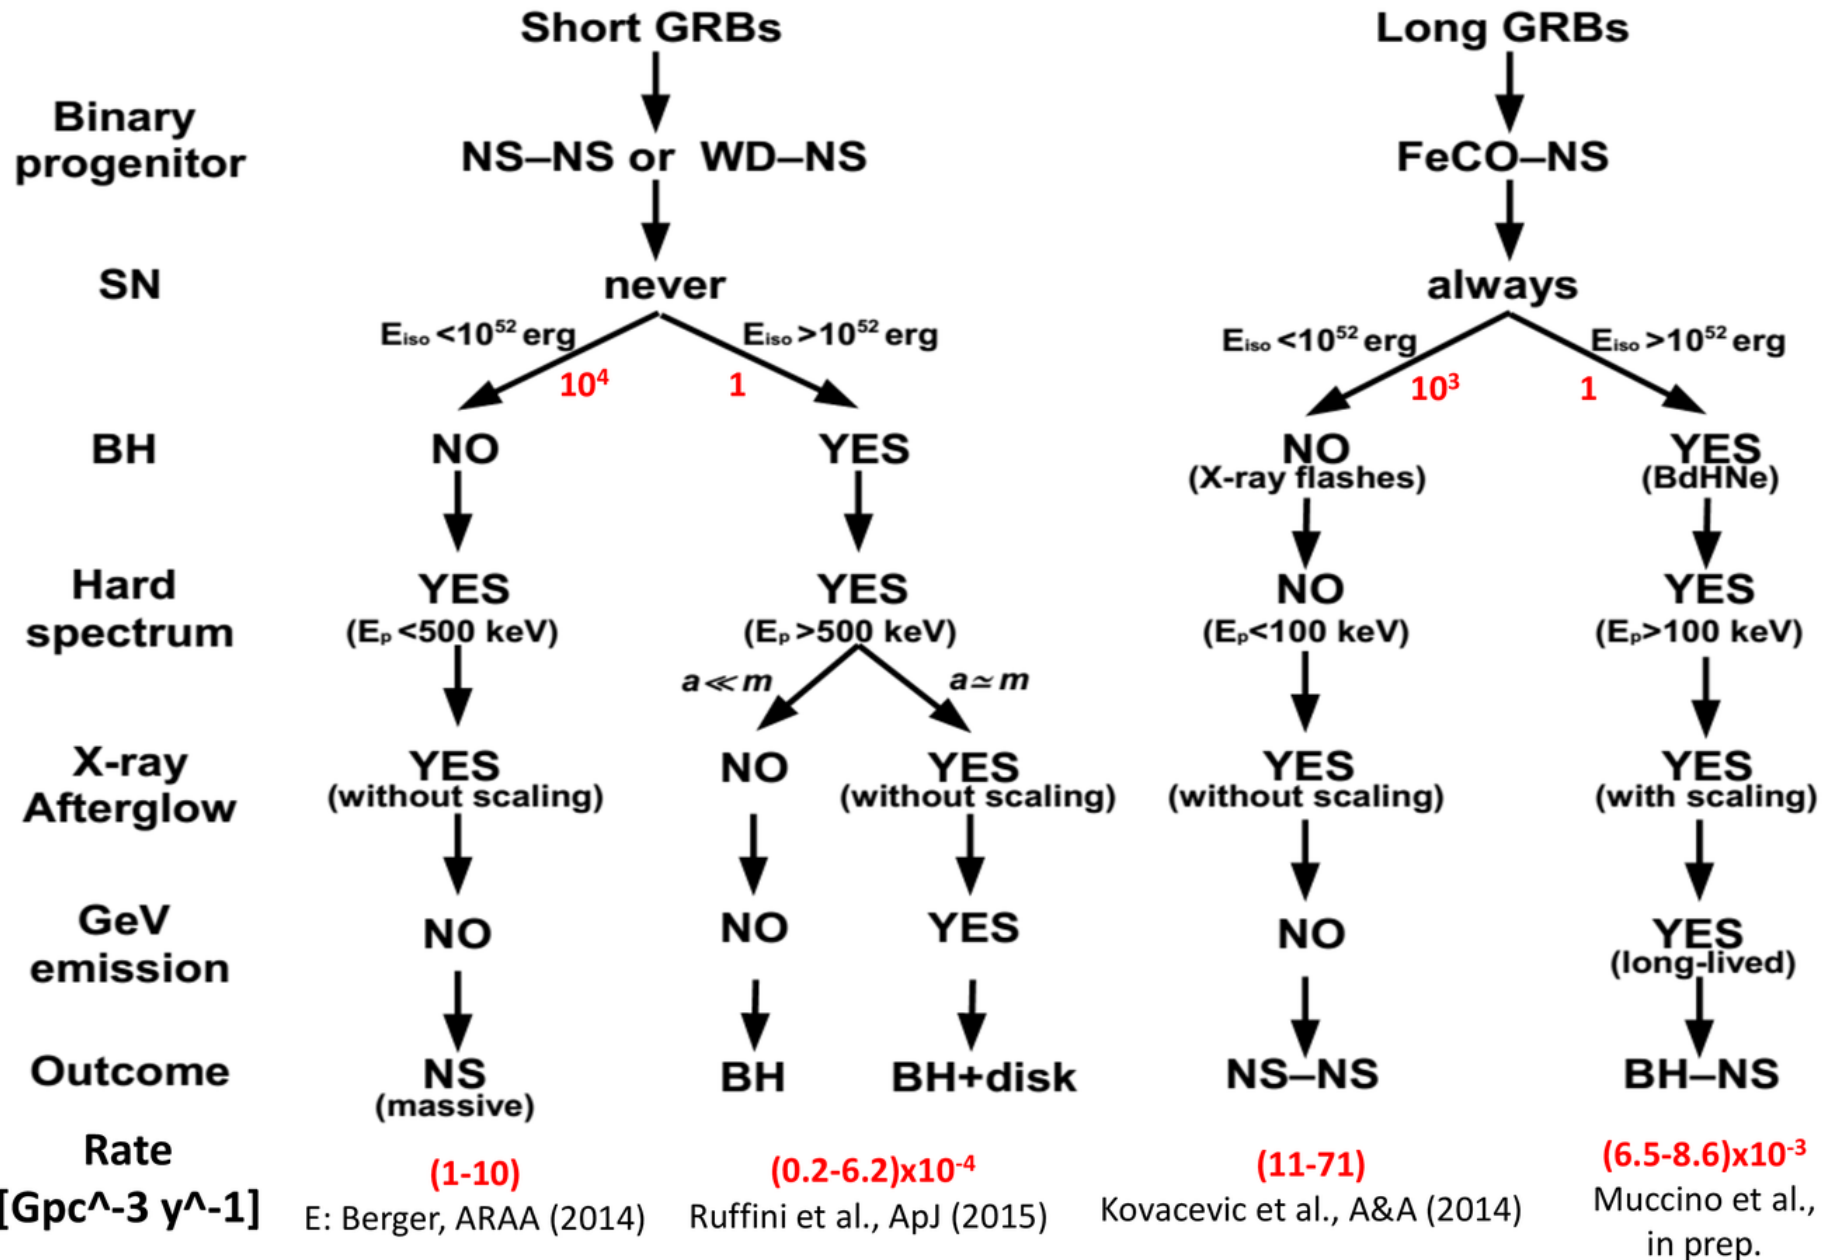 Short GRBs
Long GRBs
Binary
progenitor
NS–NS or WD–NS
FeCO–NS
SN
never
always
Eiso <10^52 erg
Eiso >10^52 erg
Eiso <10^52 erg
Eiso >10^52 erg
10^4
1
10^3
1
BH
NO
YES
NO
(X-ray flashes)
YES
(BdHNe)
Hard
spectrum
YES
(Ep <500 keV)
YES
(Ep >500 keV)
NO
(Ep<100 keV)
YES
(Ep>100 keV)
a≪m
a≃m
X-ray
Afterglow
YES
(without scaling)
NO
YES
(without scaling)
YES
(without scaling)
YES
(with scaling)
GeV
emission
NO
NO
YES
NO
YES
(long-lived)
Outcome
NS
(massive)
BH
BH+disk
NS–NS
BH–NS
Rate
[Gpc^-3 y^-1]
(1-10)
E: Berger, ARAA (2014)
(0.2-6.2)x10^-4
Ruffini et al., ApJ (2015)
(11-71)
Kovacevic et al., A&A (2014)
(6.5-8.6)x10^-3
Muccino et al.,
in prep.